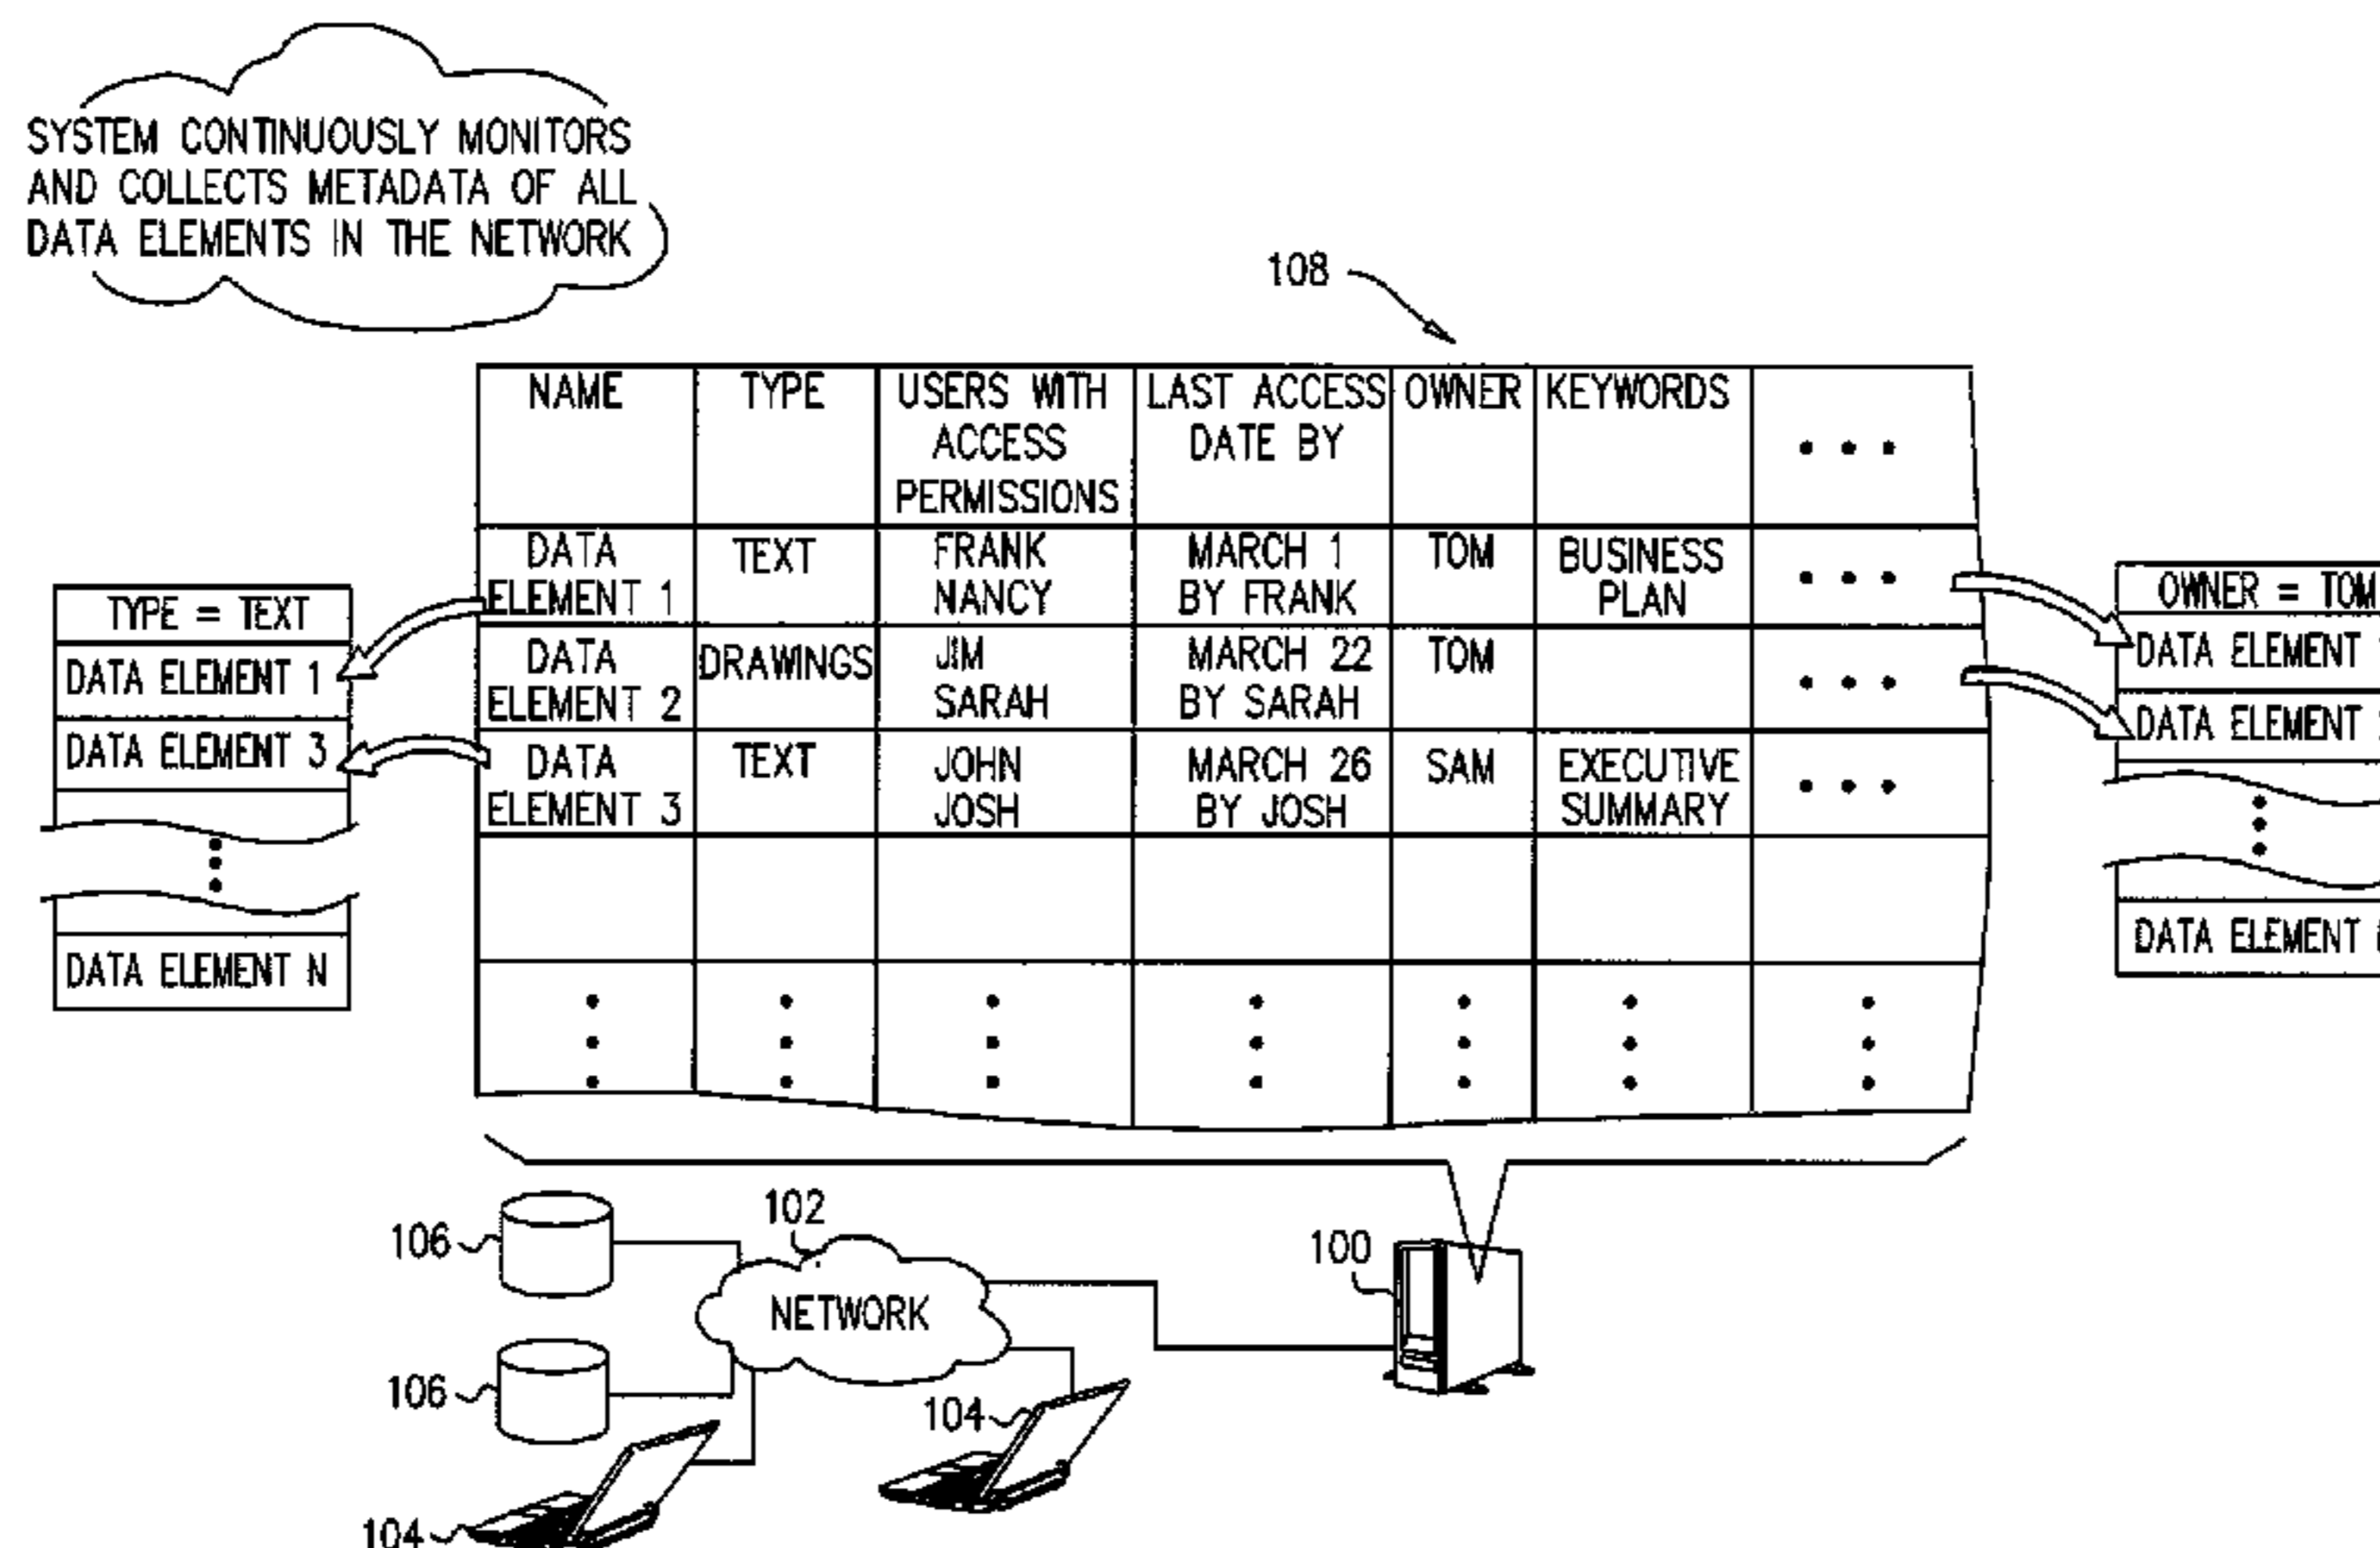 SYSTEM CONTINUOUSLY MONITORS
AND COLLECTS METADATA OF ALL
DATA ELEMENTS IN THE NETWORK
108
NAME
TYPE
USERS WITH
ACCESS
PERMISSIONS
LAST ACCESS
DATE BY
OWNER
KEYWORDS
DATA
ELEMENT 1
TEXT
FRANK
NANCY
MARCH 1
BY FRANK
TOM
BUSINESS
PLAN
DATA
ELEMENT 2
DRAWINGS
JIM
SARAH
MARCH 22
BY SARAH
TOM
DATA
ELEMENT 3
TEXT
JOHN
JOSH
MARCH 26
BY JOSH
SAM
EXECUTIVE
SUMMARY
TYPE = TEXT
DATA ELEMENT 1
DATA ELEMENT 3
DATA ELEMENT N
OWNER = TOM
DATA ELEMENT
DATA ELEMENT
DATA ELEMENT
106
102
NETWORK
100
106
104
104